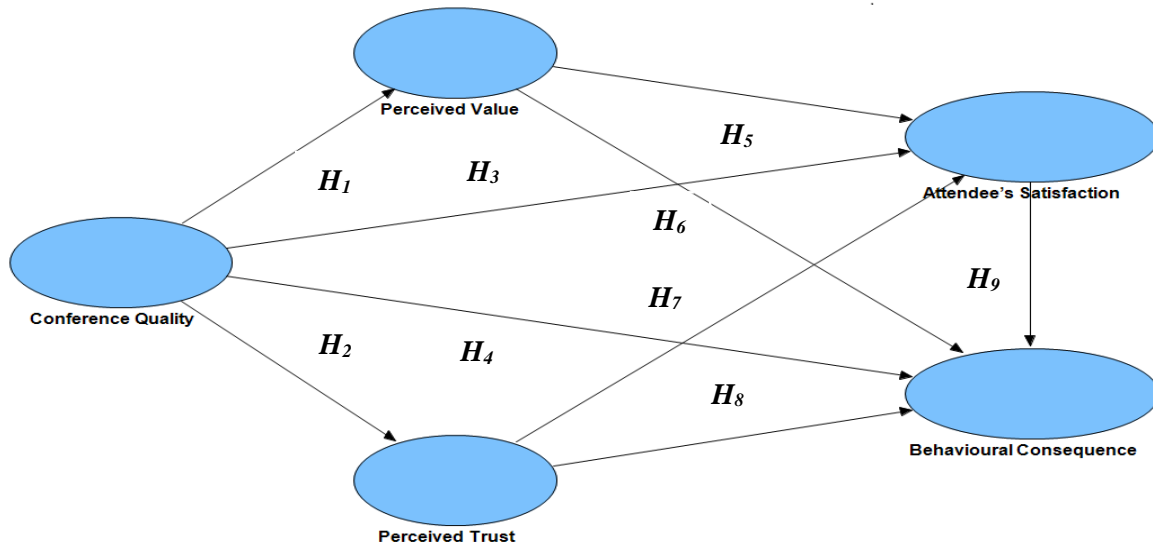 Perceived Value
H5
Attendee's Satisfaction
H1
H3
H6
Conference Quality
H9
H7
H2
H4
H8
Behavioural Consequence
Perceived Trust